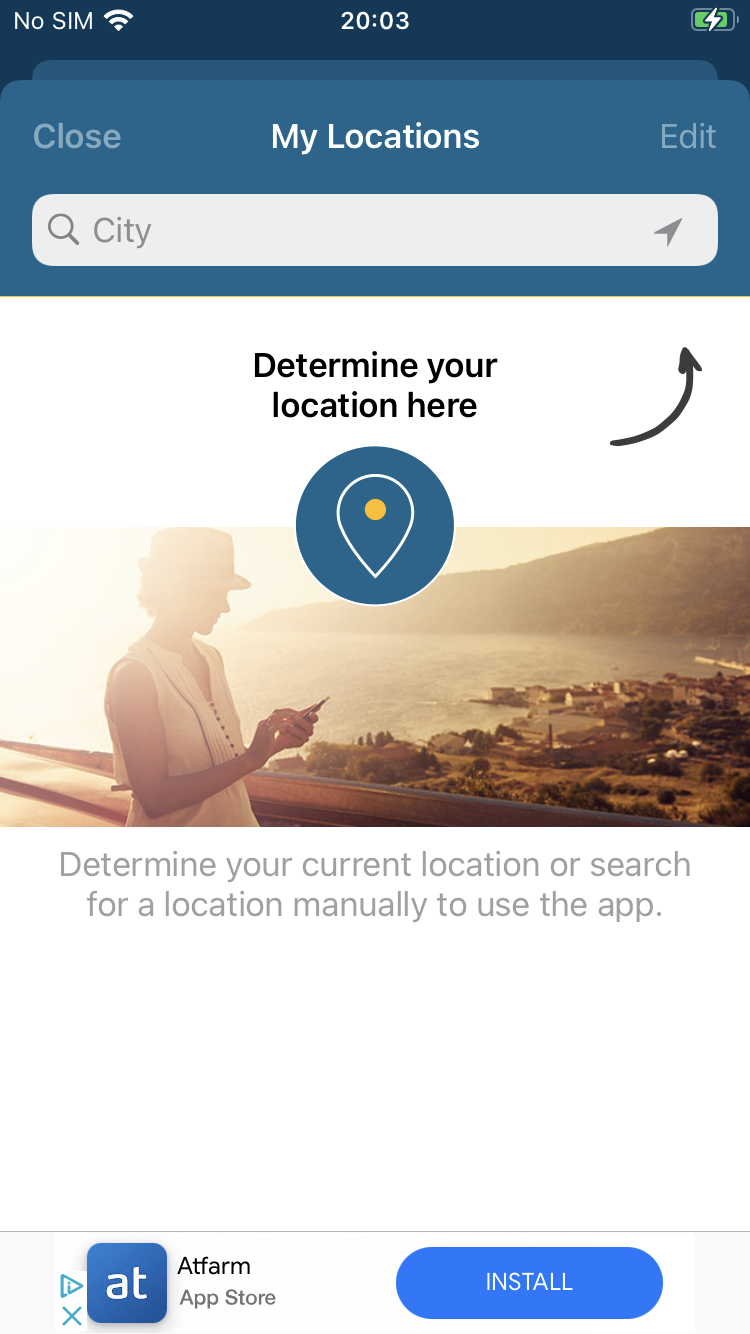 No SIM 20:03
Close My Locations Edit
City
Determine your
location here
Determine your current location or search
for a location manually to use the app.
at Atfarm
App Store
INSTALL